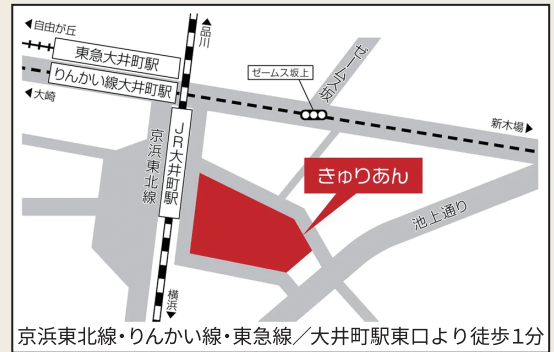 ◀自由が丘
▲品川
東急大井町駅
りんかい線大井町駅
◀大崎
ゼームス坂上
ゼームス坂
新木場▶
京浜東北線
JR大井町駅
きゅりあん
池上通り
横浜▼
京浜東北線・りんかい線・東急線／大井町駅東口より徒歩1分